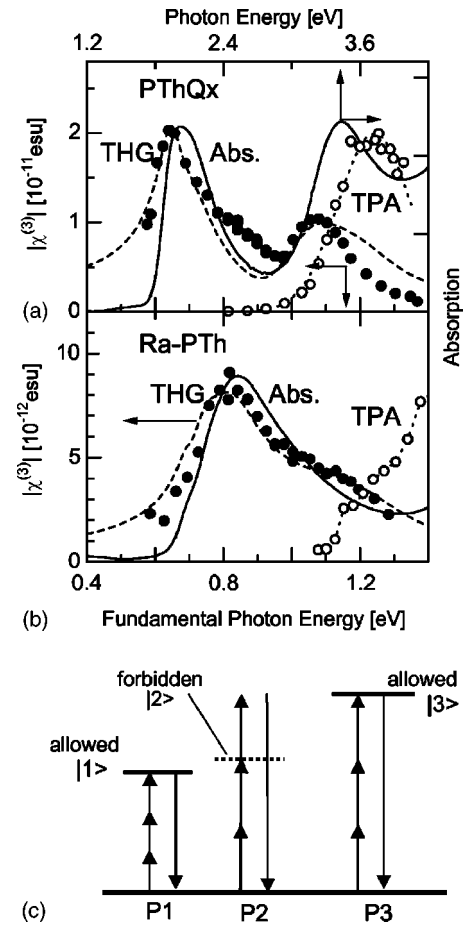 Photon Energy [eV]
1.2 2.4 3.6
PThQx
THG Abs. TPA
|χ(3)| [10-11esu]
2
1
0
(a)
Absorption
Ra-PTh
THG Abs. TPA
|χ(3)| [10-12esu]
10
5
0
0.4 0.8 1.2
(b) Fundamental Photon Energy [eV]
forbidden
|2>
allowed
|3>
allowed
|1>
(c) P1 P2 P3